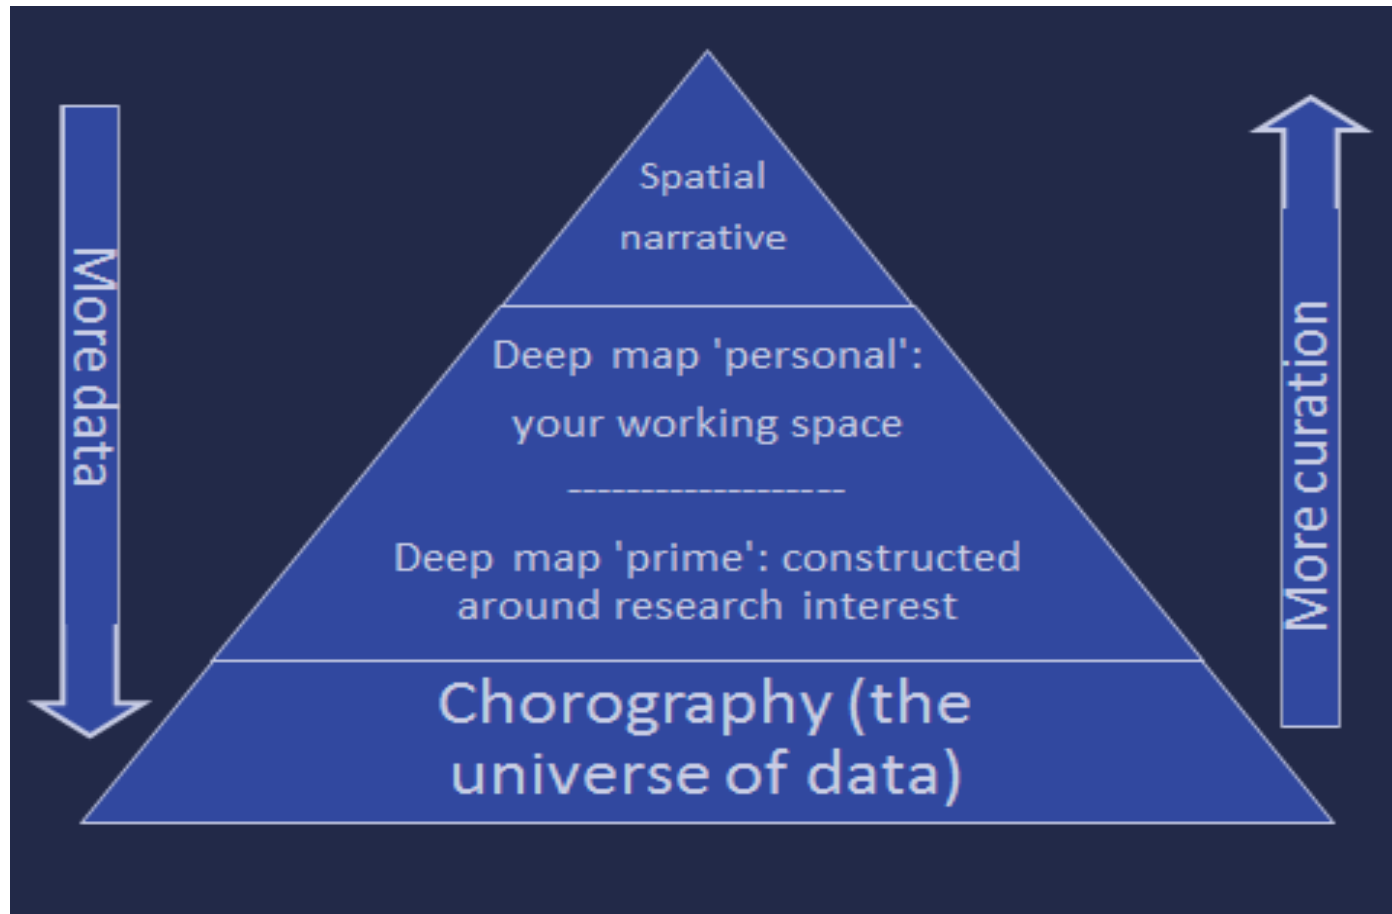 More data
Spatial
narrative
Deep map 'personal':
your working space
-------------------
Deep map 'prime': constructed
around research interest
Chorography (the
universe of data)
More curation